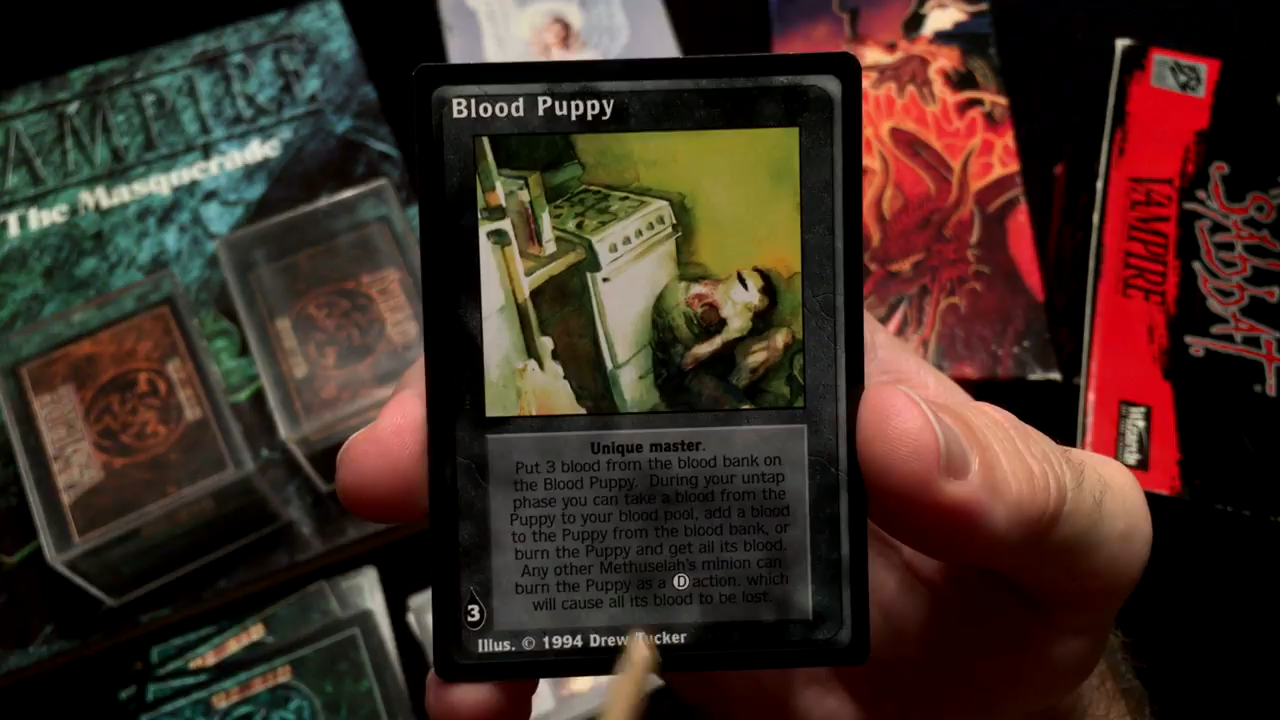 VAMPIRE
The Masquerade
Blood Puppy
Unique master.
Put 3 blood from the blood bank on
the Blood Puppy. During your untap
phase you can take a blood from the
Puppy to your blood pool, add a blood
to the Puppy from the blood bank, or
burn the Puppy and get all its blood.
Any other Methuselah's minion can
burn the Puppy as a D action, which
will cause all its blood to be lost.
3
Illus. © 1994 Drew Tucker
VAMPIRE
SABBAT